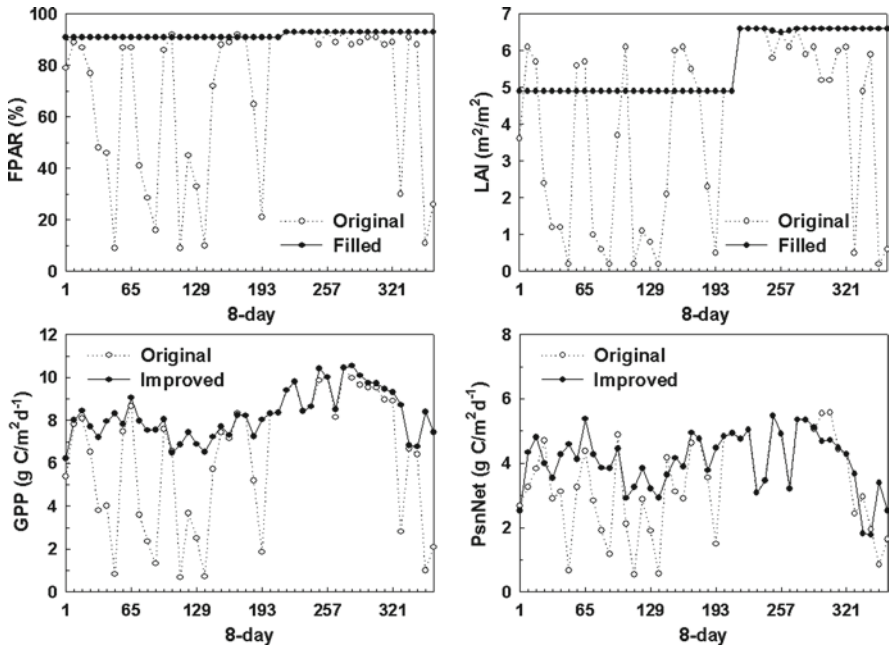 FPAR (%)
100
80
60
40
20
0
Original
Filled
1 65 129 193 257 321
8-day
LAI (m²/m²)
7
6
5
4
3
2
1
0
Original
Filled
1 65 129 193 257 321
8-day
GPP (g C/m² d⁻¹)
12
10
8
6
4
2
0
Original
Improved
1 65 129 193 257 321
8-day
PsnNet (g C/m² d⁻¹)
8
6
4
2
0
Original
Improved
1 65 129 193 257 321
8-day